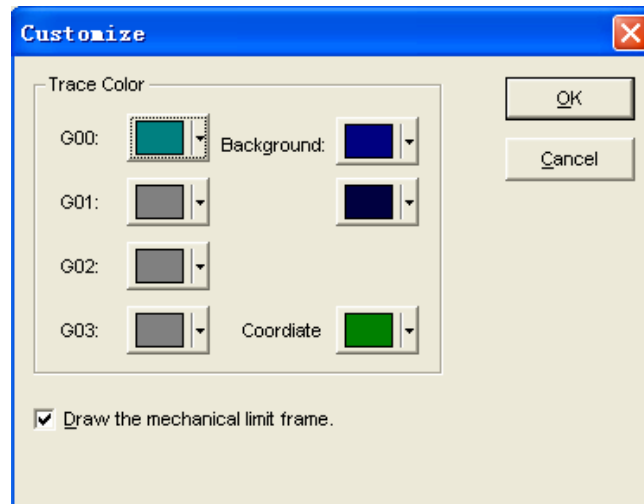 Customize
Trace Color
G00:
Background:
G01:
G02:
G03:
Coordiate
OK
Cancel
Draw the mechanical limit frame.